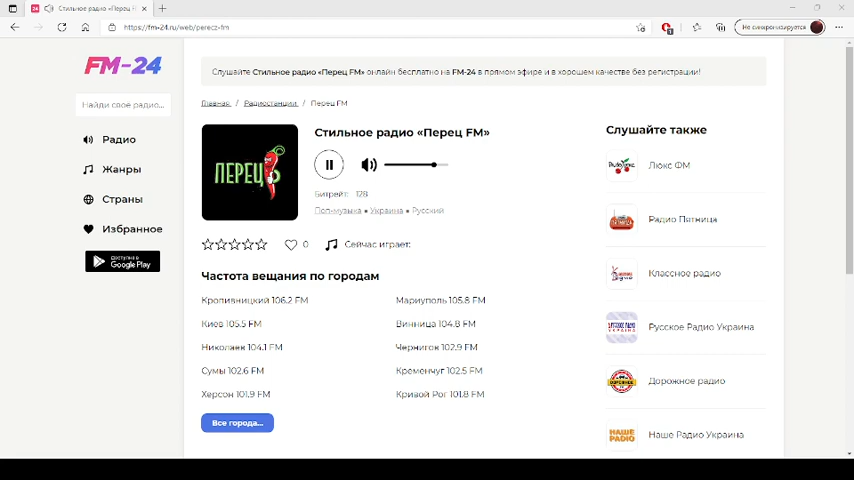 Стильное радио «Перец F
https://fm-24.ru/web/perecz-fm
Не синхронизируется
FM-24
Найди свое радио...
Радио
Жанры
Страны
Избранное
ДОСТУПНО В
Google Play
Слушайте Стильное радио «Перец FM» онлайн бесплатно на FM-24 в прямом эфире и в хорошем качестве без регистрации!
Главная / Радиостанции / Перец FM
ПЕРЕЦ
Стильное радио «Перец FM»
Битрейт: 128
Поп-музыка • Украина • Русский
0
Сейчас играет:
Частота вещания по городам
Кропивницкий 106.2 FM
Мариуполь 105.8 FM
Киев 105.5 FM
Винница 104.8 FM
Николаев 104.1 FM
Чернигов 102.9 FM
Сумы 102.6 FM
Кременчуг 102.5 FM
Херсон 101.9 FM
Кривой Рог 101.8 FM
Все города...
Слушайте также
Люкс ФМ
Радио Пятница
Классное радио
Русское Радио Украина
Дорожное радио
НАШЕ
РАДІО
Наше Радио Украина